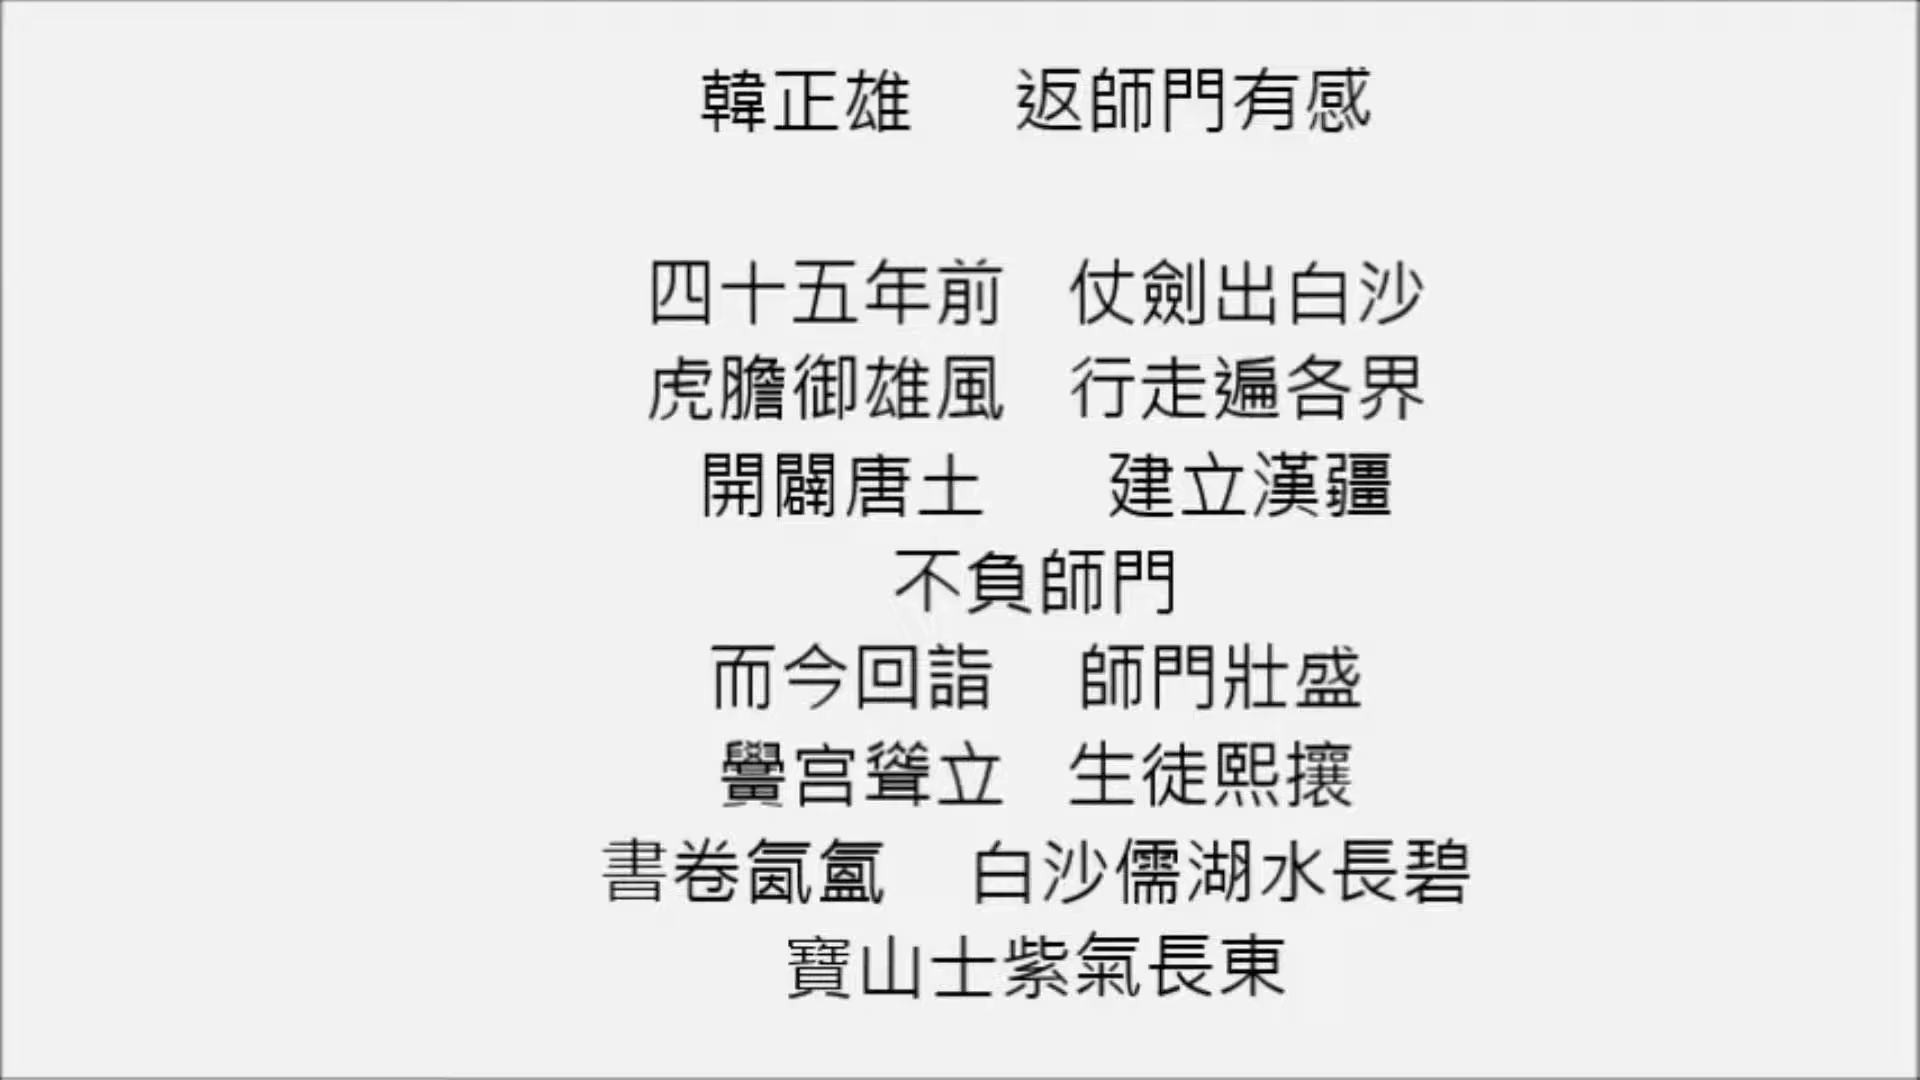 韓正雄 返師門有感
四十五年前 仗劍出白沙
虎膽御雄風 行走遍各界
開闢唐土 建立漢疆
不負師門
而今回詣 師門壯盛
黌宮聳立 生徒熙攘
書卷氤氳 白沙儒湖水長碧
寶山士紫氣長東